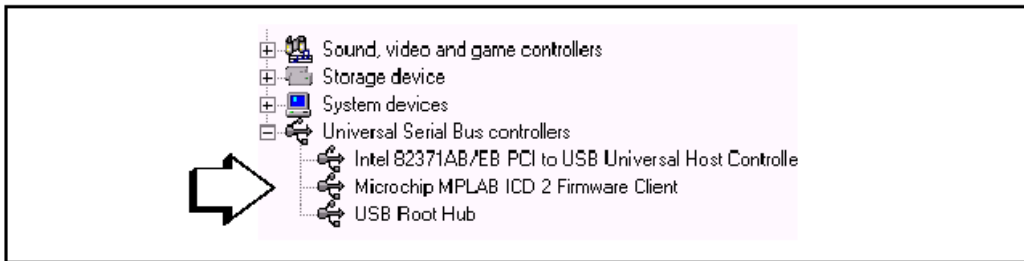 Sound, video and game controllers
Storage device
System devices
Universal Serial Bus controllers
Intel 82371AB/EB PCI to USB Universal Host Controlle
Microchip MPLAB ICD 2 Firmware Client
USB Root Hub